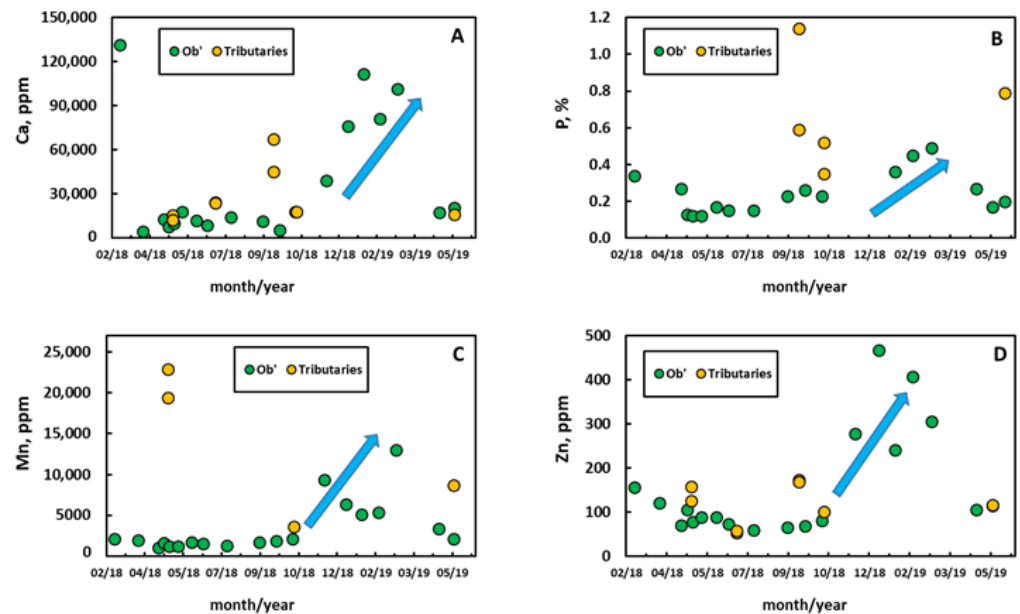 150,000
120,000
90,000
60,000
30,000
0
Ca, ppm
Ob' Tributaries
A
02/18 04/18 05/18 07/18 09/18 10/18 12/18 02/19 03/19 05/19
month/year
1.2
1.0
0.8
0.6
0.4
0.2
0.0
P, %
Ob' Tributaries
B
02/18 04/18 05/18 07/18 09/18 10/18 12/18 02/19 03/19 05/19
month/year
25,000
20,000
15,000
10,000
5000
0
Mn, ppm
Ob' Tributaries
C
02/18 04/18 05/18 07/18 09/18 10/18 12/18 02/19 03/19 05/19
month/year
500
400
300
200
100
0
Zn, ppm
Ob' Tributaries
D
02/18 04/18 05/18 07/18 09/18 10/18 12/18 02/19 03/19 05/19
month/year